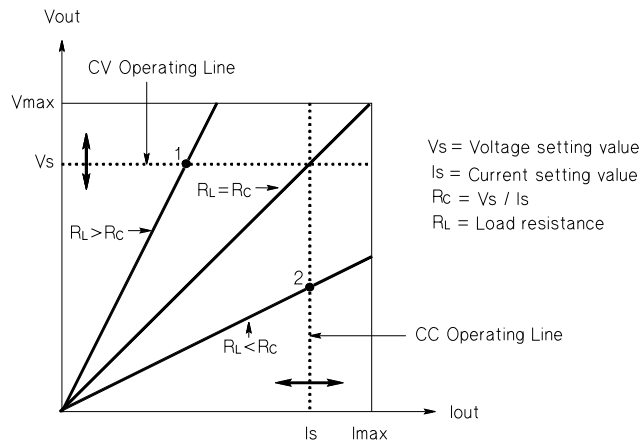 Vout
CV Operating Line
Vmax
Vs
1
RL=RC
RL>RC
2
RL<RC
CC Operating Line
Is
Imax
Iout
Vs = Voltage setting value
Is = Current setting value
RC = Vs / Is
RL = Load resistance